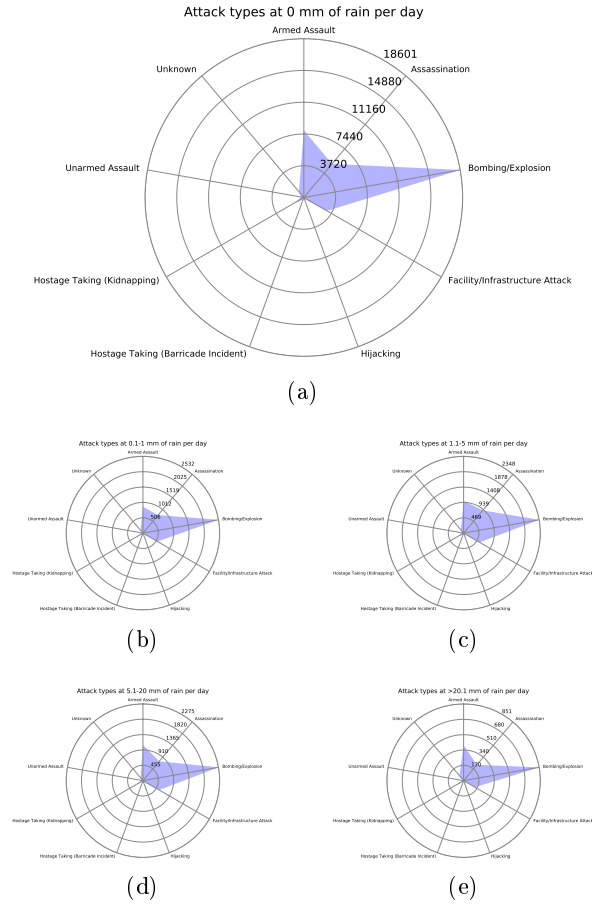 Attack types at 0 mm of rain per day
Armed Assault
18601
Unknown
Assassination
14880
11160
7440
3720
Unarmed Assault
Bombing/Explosion
Hostage Taking (Kidnapping)
Facility/Infrastructure Attack
Hostage Taking (Barricade Incident)
Hijacking
(a)
Attack types at 0.1-1 mm of rain per day
Armed Assault
2532
Unknown
Assassination
2025
1519
1012
506
Unarmed Assault
Bombing/Explosion
Hostage Taking (Kidnapping)
Facility/Infrastructure Attack
Hostage Taking (Barricade Incident)
Hijacking
(b)
Attack types at 1.1-5 mm of rain per day
Armed Assault
2348
Unknown
Assassination
1878
1408
939
469
Unarmed Assault
Bombing/Explosion
Hostage Taking (Kidnapping)
Facility/Infrastructure Attack
Hostage Taking (Barricade Incident)
Hijacking
(c)
Attack types at 5.1-20 mm of rain per day
Armed Assault
2275
Unknown
Assassination
1820
1365
910
455
Unarmed Assault
Bombing/Explosion
Hostage Taking (Kidnapping)
Facility/Infrastructure Attack
Hostage Taking (Barricade Incident)
Hijacking
(d)
Attack types at >20.1 mm of rain per day
Armed Assault
851
Unknown
Assassination
680
510
340
170
Unarmed Assault
Bombing/Explosion
Hostage Taking (Kidnapping)
Facility/Infrastructure Attack
Hostage Taking (Barricade Incident)
Hijacking
(e)